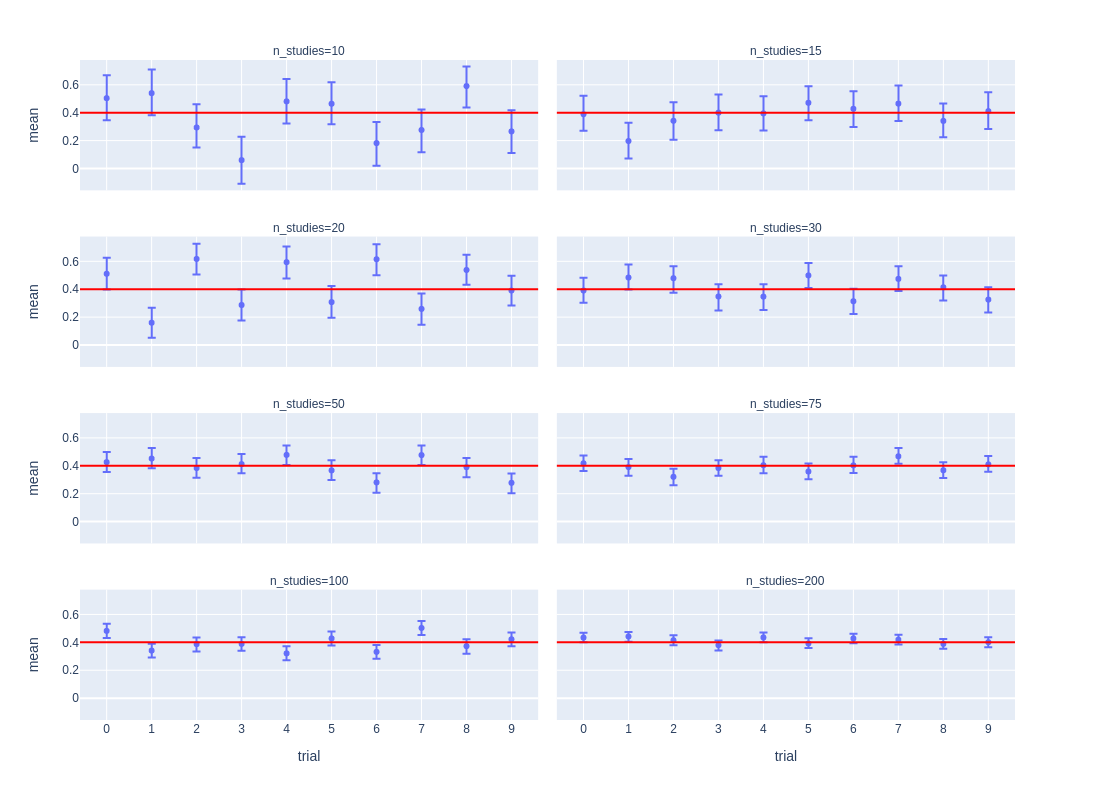 n_studies=10
n_studies=15
0.6
0.4
0.2
0
mean
n_studies=20
n_studies=30
0.6
0.4
0.2
0
mean
n_studies=50
n_studies=75
0.6
0.4
0.2
0
mean
n_studies=100
n_studies=200
0.6
0.4
0.2
0
mean
0 1 2 3 4 5 6 7 8 9
0 1 2 3 4 5 6 7 8 9
trial
trial